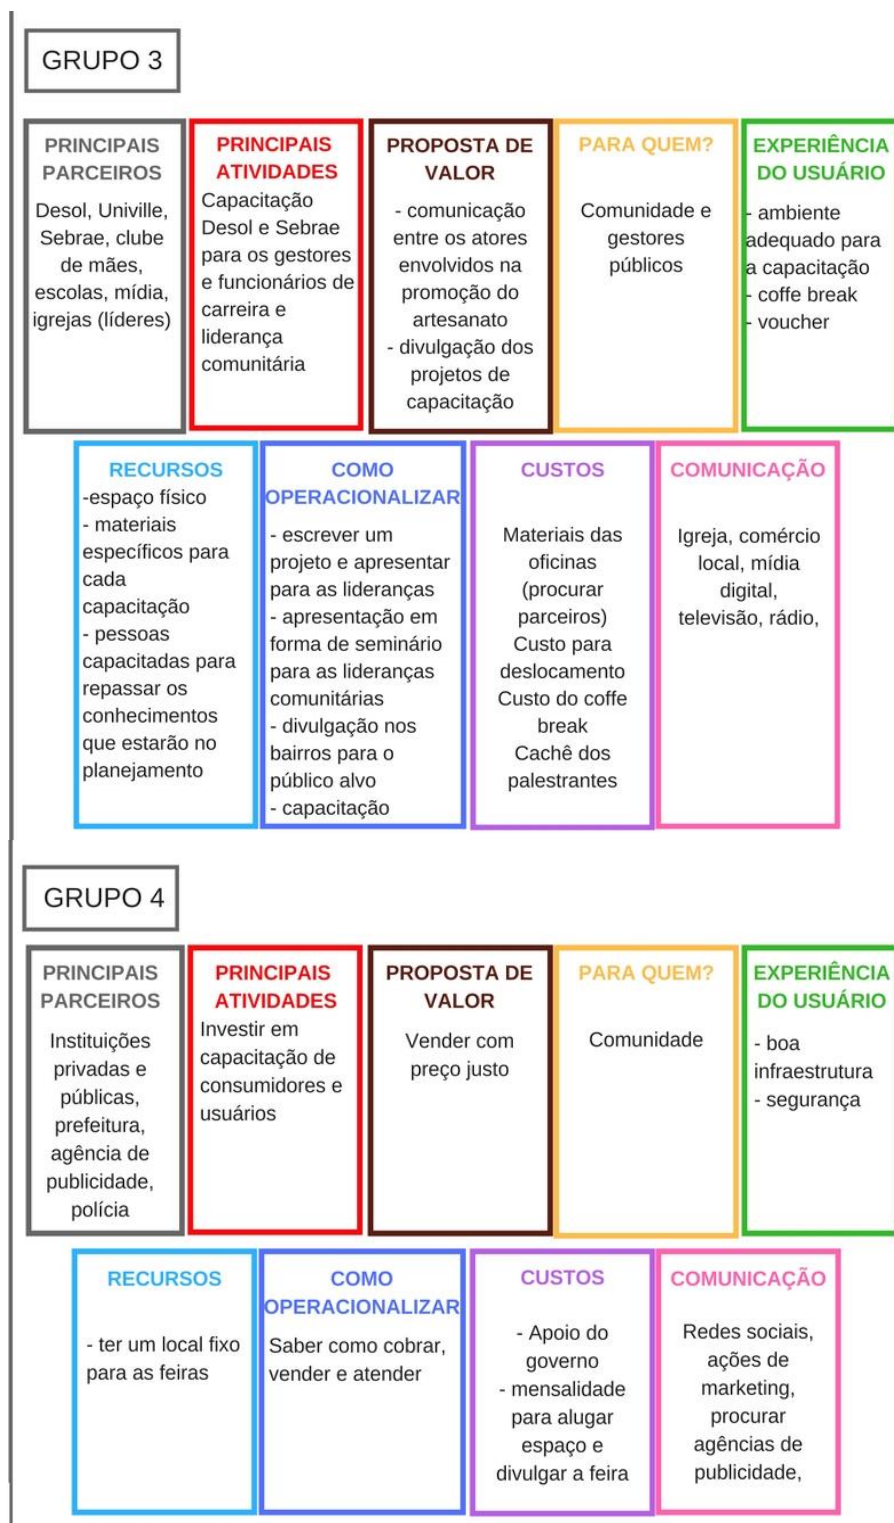 GRUPO 3
PRINCIPAIS
PARCEIROS
Desol, Univille,
Sebrae, clube
de mães,
escolas, mídia,
igrejas (líderes)
PRINCIPAIS
ATIVIDADES
Capacitação
Desol e Sebrae
para os gestores
e funcionários de
carreira e
liderança
comunitária
PROPOSTA DE
VALOR
- comunicação
entre os atores
envolvidos na
promoção do
artesanato
- divulgação dos
projetos de
capacitação
PARA QUEM?
Comunidade e
gestores
públicos
EXPERIÊNCIA
DO USUÁRIO
- ambiente
adequado para
a capacitação
- coffe break
- voucher
RECURSOS
-espaço físico
- materiais
específicos para
cada
capacitação
- pessoas
capacitadas para
repassar os
conhecimentos
que estarão no
planejamento
COMO
OPERACIONALIZAR
- escrever um
projeto e apresentar
para as lideranças
- apresentação em
forma de seminário
para as lideranças
comunitárias
- divulgação nos
bairros para o
público alvo
- capacitação
CUSTOS
Materiais das
oficinas
(procurar
parceiros)
Custo para
deslocamento
Custo do coffe
break
Cachê dos
palestrantes
COMUNICAÇÃO
Igreja, comércio
local, mídia
digital,
televisão, rádio,
GRUPO 4
PRINCIPAIS
PARCEIROS
Instituições
privadas e
públicas,
prefeitura,
agência de
publicidade,
polícia
PRINCIPAIS
ATIVIDADES
Investir em
capacitação de
consumidores e
usuários
PROPOSTA DE
VALOR
Vender com
preço justo
PARA QUEM?
Comunidade
EXPERIÊNCIA
DO USUÁRIO
- boa
infraestrutura
- segurança
RECURSOS
- ter um local fixo
para as feiras
COMO
OPERACIONALIZAR
Saber como cobrar,
vender e atender
CUSTOS
- Apoio do
governo
- mensalidade
para alugar
espaço e
divulgar a feira
COMUNICAÇÃO
Redes sociais,
ações de
marketing,
procurar
agências de
publicidade,